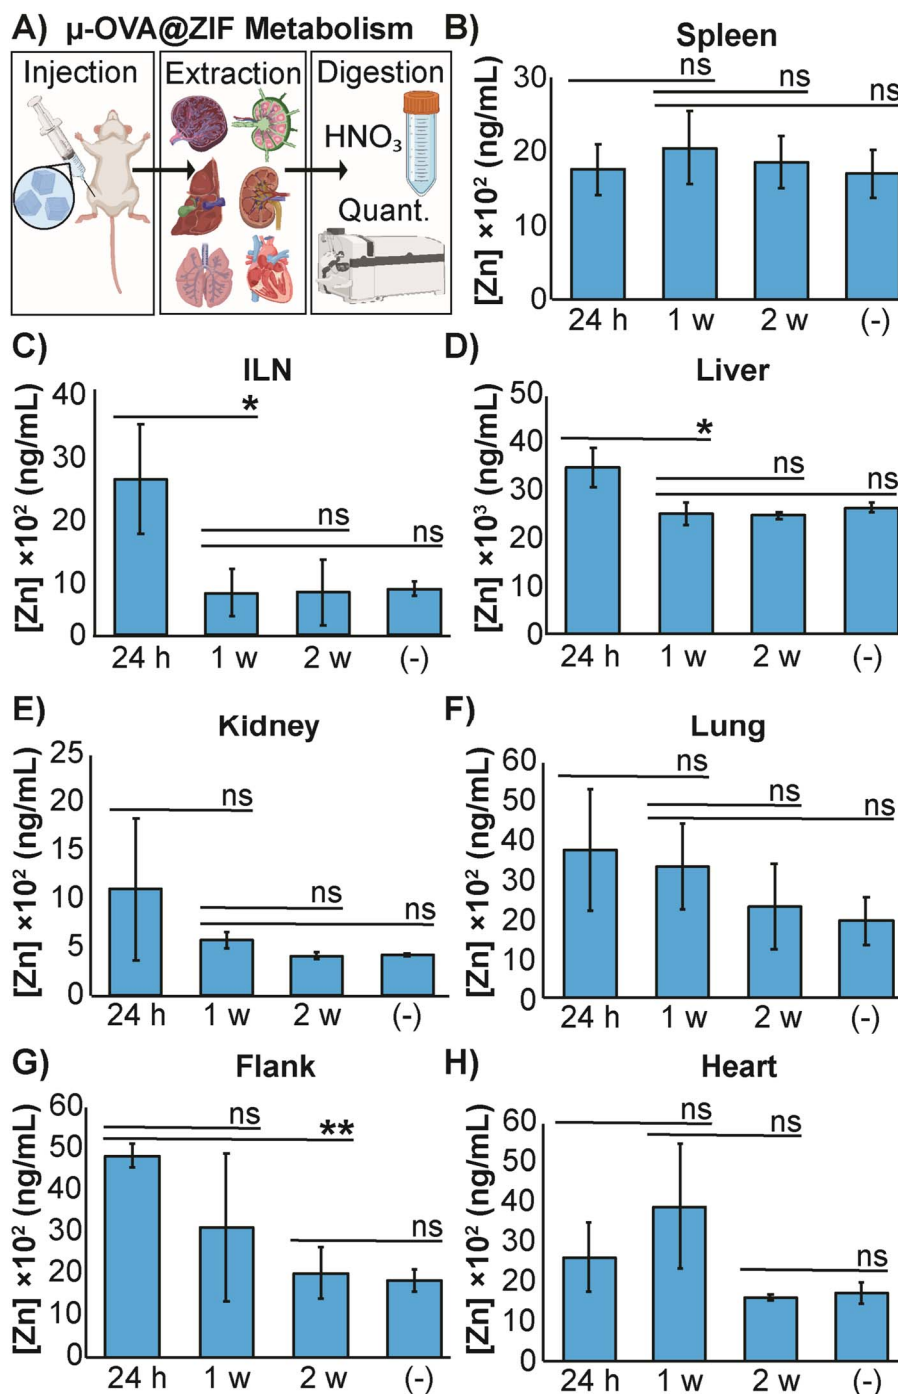 A) µ-OVA@ZIF Metabolism
Injection
Extraction
Digestion
HNO₃
Quant.
B)
Spleen
[Zn] ×10² (ng/mL)
30
20
10
0
ns
ns
ns
24 h 1 w 2 w (-)
C)
ILN
[Zn] ×10² (ng/mL)
40
30
20
10
0
*
ns
ns
24 h 1 w 2 w (-)
D)
Liver
[Zn] ×10³ (ng/mL)
50
40
30
20
10
0
*
ns
ns
24 h 1 w 2 w (-)
E)
Kidney
[Zn] ×10² (ng/mL)
25
20
15
10
5
0
ns
ns
ns
24 h 1 w 2 w (-)
F)
Lung
[Zn] ×10² (ng/mL)
60
50
40
30
20
10
0
ns
ns
ns
24 h 1 w 2 w (-)
G)
Flank
[Zn] ×10² (ng/mL)
60
50
40
30
20
10
0
ns
**
ns
24 h 1 w 2 w (-)
H)
Heart
[Zn] ×10² (ng/mL)
60
50
40
30
20
10
0
ns
ns
ns
24 h 1 w 2 w (-)